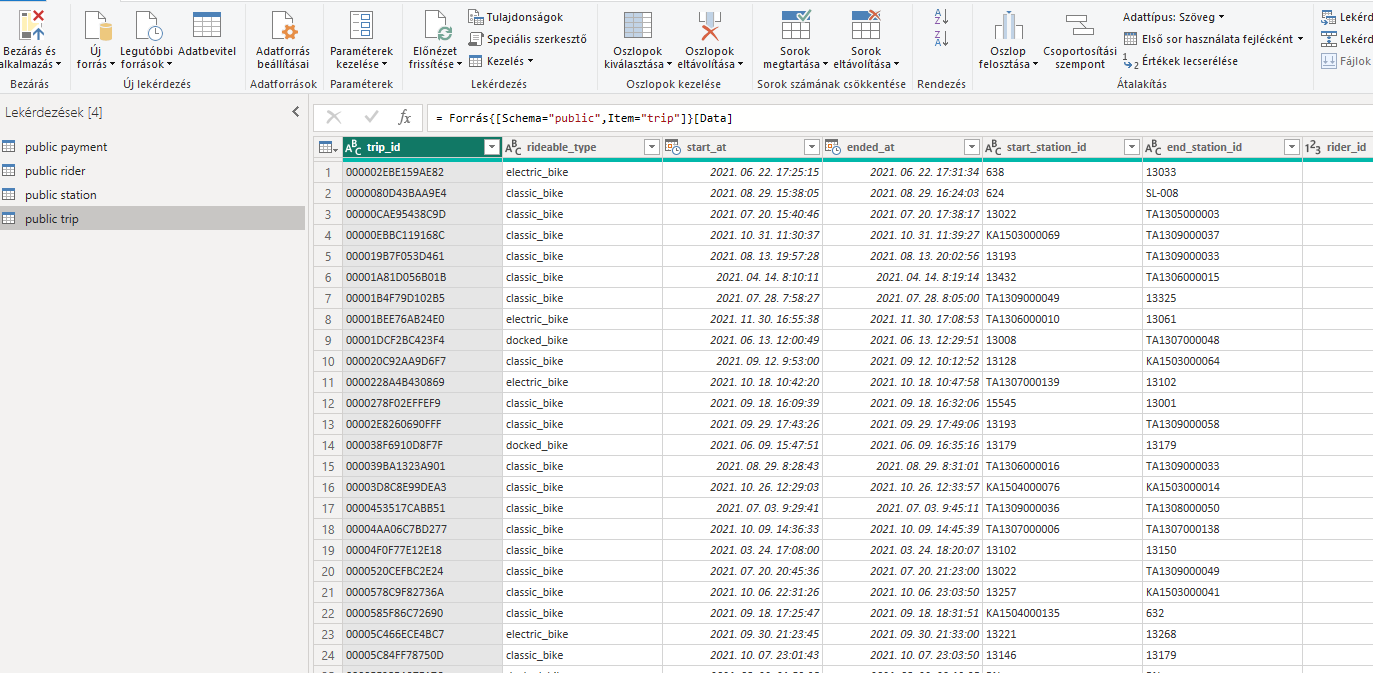 Bezárás és alkalmazás
Új forrás
Legutóbbi források
Adatbevitel
Adatforrás beállításai
Paraméterek kezelése
Előnézet frissítése
Tulajdonságok
Speciális szerkesztő
Kezelés
Oszlopok kiválasztása
Oszlopok eltávolítása
Sorok megtartása
Sorok eltávolítása
Oszlop felosztása
Csoportosítási szempont
Adattípus: Szöveg
Első sor használata fejlécként
Értékek lecserélése
Lekérd
Lekérd
Fájlok
Bezárás
Új lekérdezés
Adatforrások
Paraméterek
Lekérdezés
Oszlopok kezelése
Sorok számának csökkentése
Rendezés
Átalakítás
Lekérdezések [4]
public payment
public rider
public station
public trip
= Forrás{[Schema="public",Item="trip"]}[Data]
trip_id rideable_type start_at ended_at start_station_id end_station_id rider_id
1 000002EBE159AE82 electric_bike 2021. 06. 22. 17:25:15 2021. 06. 22. 17:31:34 638 13033
2 0000080D43BAA9E4 classic_bike 2021. 08. 29. 15:38:05 2021. 08. 29. 16:24:03 624 SL-008
3 00000CAE95438C9D classic_bike 2021. 07. 20. 15:40:46 2021. 07. 20. 17:38:17 13022 TA1305000003
4 00000EBBC119168C classic_bike 2021. 10. 31. 11:30:37 2021. 10. 31. 11:39:27 KA1503000069 TA1309000037
5 000019B7F053D461 classic_bike 2021. 08. 13. 19:57:28 2021. 08. 13. 20:02:56 13193 TA1309000033
6 00001A81D056B01B classic_bike 2021. 04. 14. 8:10:11 2021. 04. 14. 8:19:14 13432 TA1306000015
7 00001B4F79D102B5 classic_bike 2021. 07. 28. 7:58:27 2021. 07. 28. 8:05:00 TA1309000049 13325
8 00001BEE76AB24E0 electric_bike 2021. 11. 30. 16:55:38 2021. 11. 30. 17:08:53 TA1306000010 13061
9 00001DCF2BC423F4 docked_bike 2021. 06. 13. 12:00:49 2021. 06. 13. 12:29:51 13008 TA1307000048
10 000020C92AA9D6F7 classic_bike 2021. 09. 12. 9:53:00 2021. 09. 12. 10:12:52 13128 KA1503000064
11 0000228A4B430869 electric_bike 2021. 10. 18. 10:42:20 2021. 10. 18. 10:47:58 TA1307000139 13102
12 0000278F02EFFEF9 classic_bike 2021. 09. 18. 16:09:39 2021. 09. 18. 16:32:06 15545 13001
13 00002E8260690FFF classic_bike 2021. 09. 29. 17:43:26 2021. 09. 29. 17:49:06 13193 TA1309000058
14 000038F6910D8F7F docked_bike 2021. 06. 09. 15:47:51 2021. 06. 09. 16:35:16 13179 13179
15 000039BA1323A901 classic_bike 2021. 08. 29. 8:28:43 2021. 08. 29. 8:31:01 TA1306000016 TA1309000033
16 00003D8C8E99DEA3 classic_bike 2021. 10. 26. 12:29:03 2021. 10. 26. 12:33:57 KA1504000076 KA1503000014
17 0000453517CABB51 classic_bike 2021. 07. 03. 9:29:41 2021. 07. 03. 9:45:11 TA1309000036 TA1308000050
18 00004AA06C7BD277 classic_bike 2021. 10. 09. 14:36:33 2021. 10. 09. 14:45:39 TA1307000006 TA1307000138
19 00004F0F77E12E18 classic_bike 2021. 03. 24. 17:08:00 2021. 03. 24. 18:20:07 13102 13150
20 0000520CEFBC2E24 classic_bike 2021. 07. 20. 20:45:36 2021. 07. 20. 21:23:00 13022 TA1309000049
21 0000578C9F82736A classic_bike 2021. 10. 06. 22:31:26 2021. 10. 06. 23:03:50 13257 KA1503000041
22 0000585F86C72690 classic_bike 2021. 09. 18. 17:25:47 2021. 09. 18. 18:31:51 KA1504000135 632
23 00005C466ECE4BC7 electric_bike 2021. 09. 30. 21:23:45 2021. 09. 30. 21:33:00 13221 13268
24 00005C84FF78750D classic_bike 2021. 10. 07. 23:01:43 2021. 10. 07. 23:03:50 13146 13179